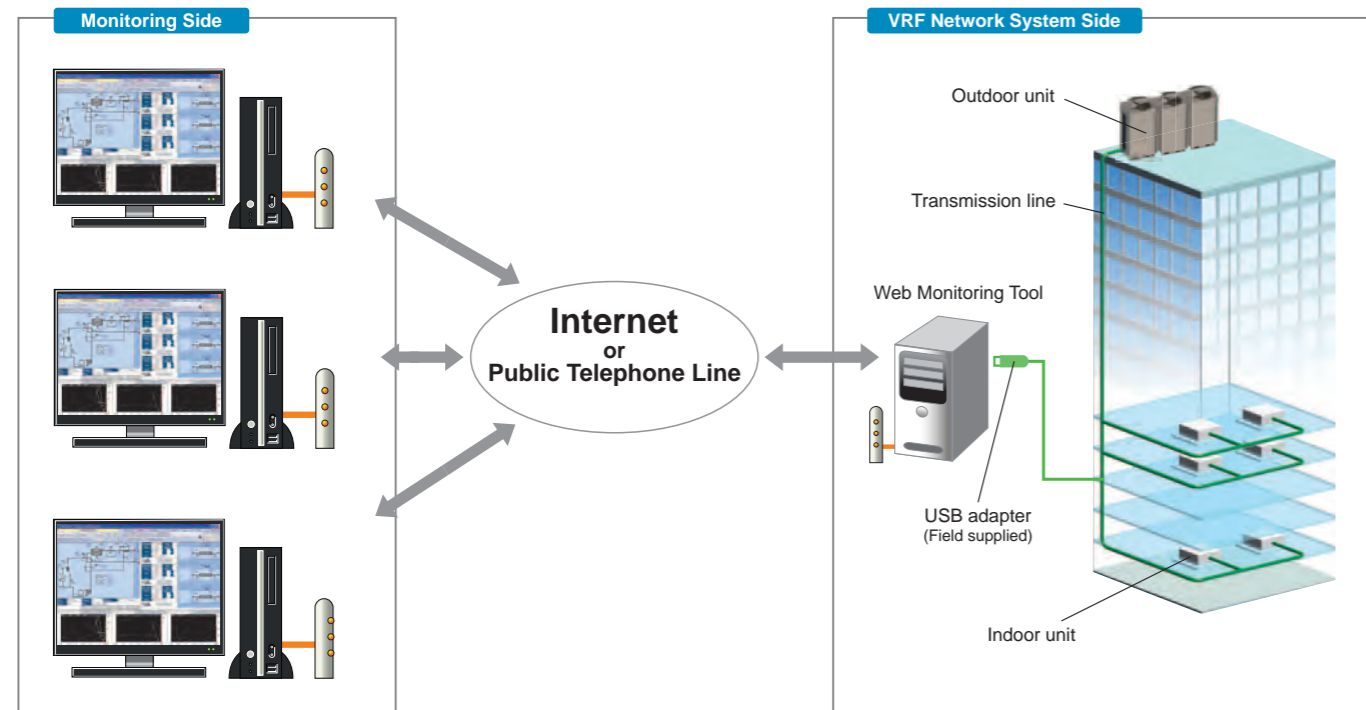 Monitoring Side
VRF Network System Side
Outdoor unit
Transmission line
Web Monitoring Tool
Internet
or
Public Telephone Line
USB adapter
(Field supplied)
Indoor unit